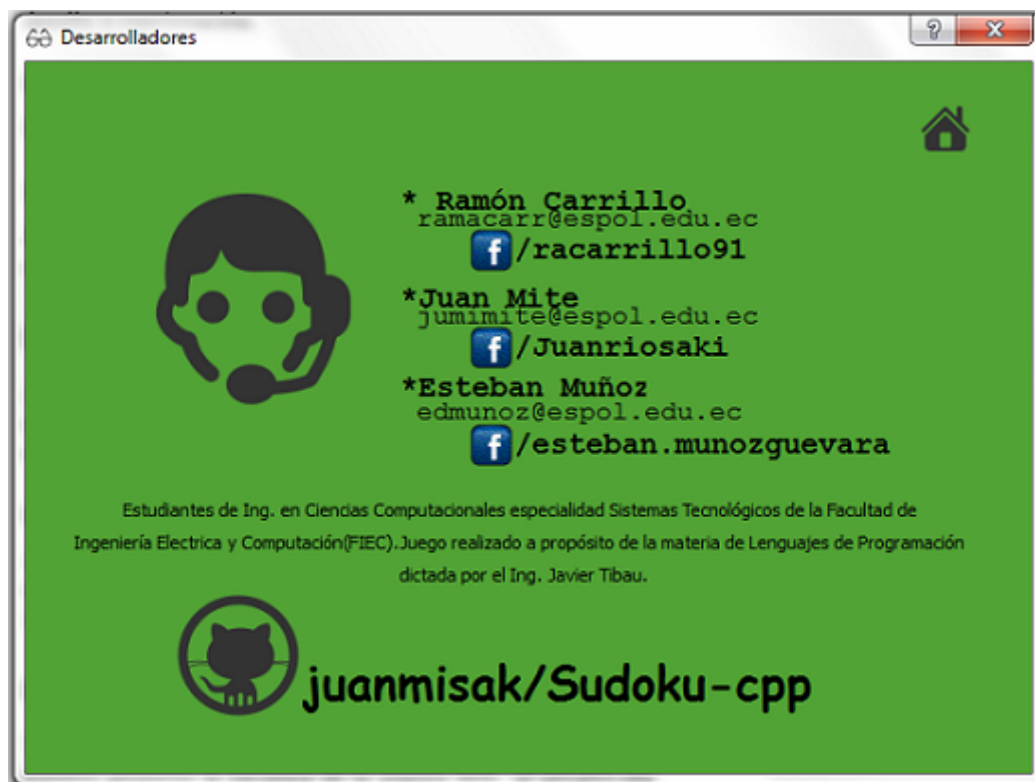 Desarrolladores
* Ramón Carrillo
ramacarr@espol.edu.ec
f/racarrillo91
*Juan Mite
jumimite@espol.edu.ec
f/Juanriosaki
*Esteban Muñoz
edmunoz@espol.edu.ec
f/esteban.munozguevara
Estudiantes de Ing. en Ciencias Computacionales especialidad Sistemas Tecnológicos de la Facultad de
Ingeniería Electrica y Computación(FIEC).Juego realizado a propósito de la materia de Lenguajes de Programación
dictada por el Ing. Javier Tibau.
juanmisak/Sudoku-cpp